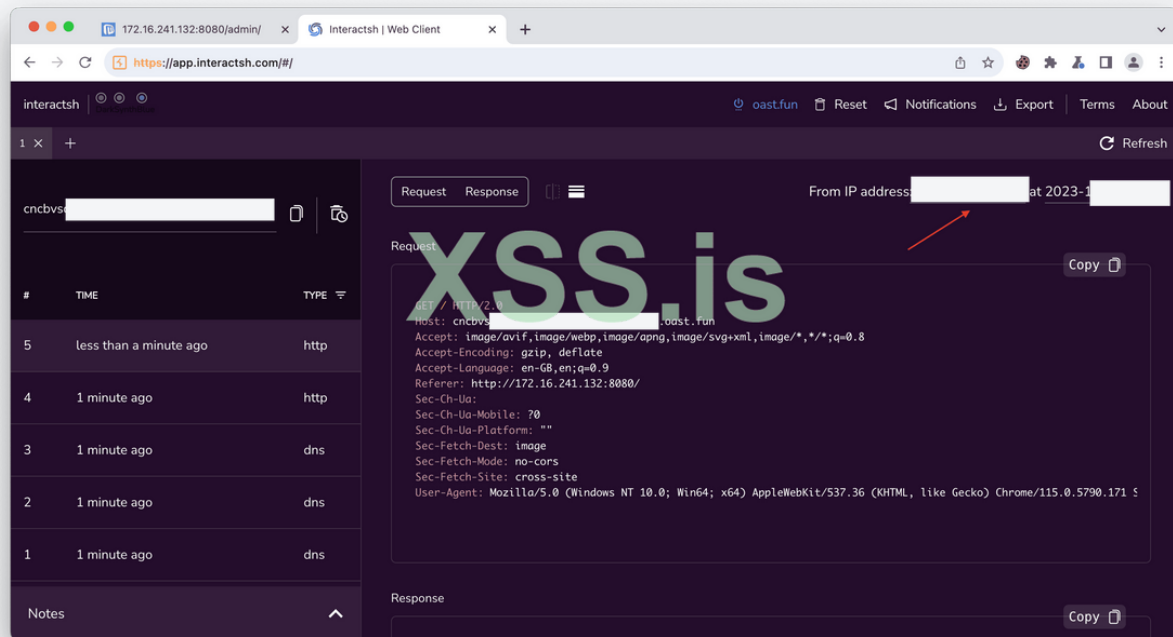 172.16.241.132:8080/admin/
Interactsh | Web Client
https://app.interactsh.com/#/
interactsh
oast.fun Reset Notifications Export Terms About
1
Refresh
cncbvs
Request Response
From IP address: at 2023-1
Request
Copy
XSS.is
# TIME TYPE
5 less than a minute ago http
4 1 minute ago http
3 1 minute ago dns
2 1 minute ago dns
1 1 minute ago dns
GET / HTTP/2.0
Host: cncbvs .oast.fun
Accept: image/avif,image/webp,image/apng,image/svg+xml,image/*,*/*;q=0.8
Accept-Encoding: gzip, deflate
Accept-Language: en-GB,en;q=0.9
Referer: http://172.16.241.132:8080/
Sec-Ch-Ua:
Sec-Ch-Ua-Mobile: ?0
Sec-Ch-Ua-Platform: ""
Sec-Fetch-Dest: image
Sec-Fetch-Mode: no-cors
Sec-Fetch-Site: cross-site
User-Agent: Mozilla/5.0 (Windows NT 10.0; Win64; x64) AppleWebKit/537.36 (KHTML, like Gecko) Chrome/115.0.5790.171 S
Notes
Response
Copy